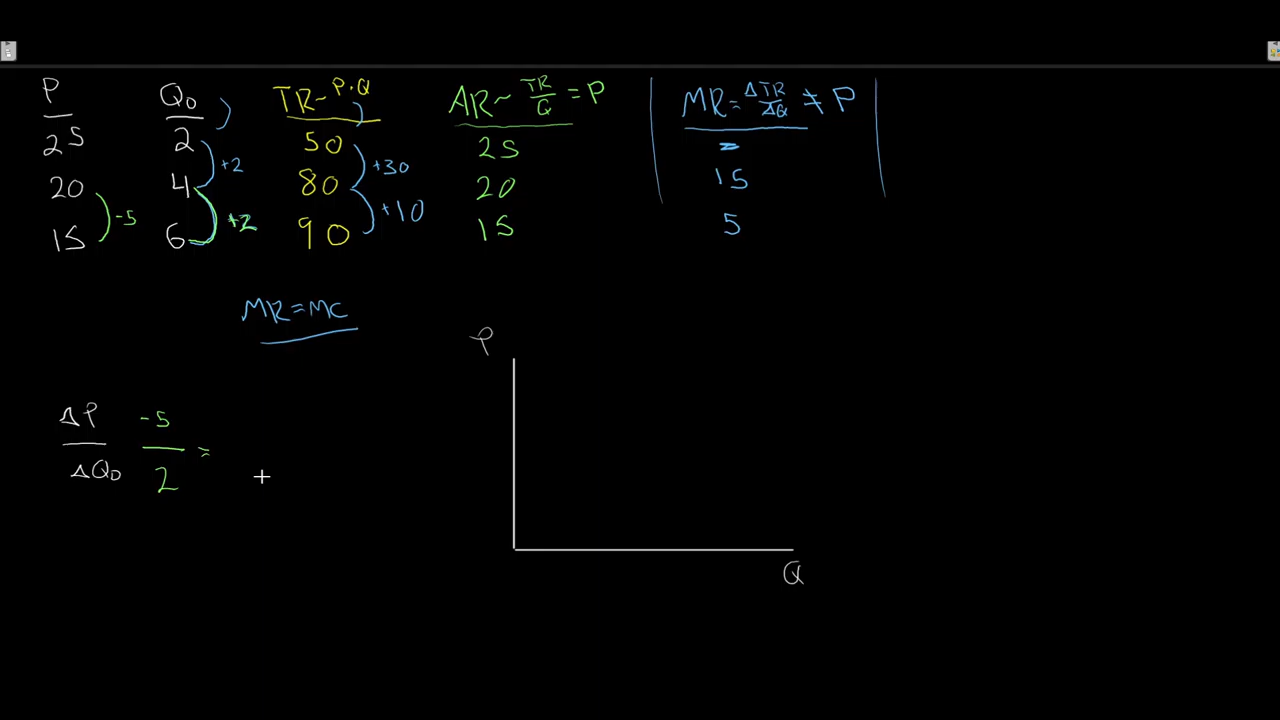 P Q₀ TR~P·Q AR~TR/Q = P MR=ΔTR/ΔQ ≠ P
25 2 50 25 -
+2 +30
20 4 80 20 15
-5 +2 +10
15 6 90 15 5
MR=MC
P
ΔP/ΔQD -5/2 =
Q